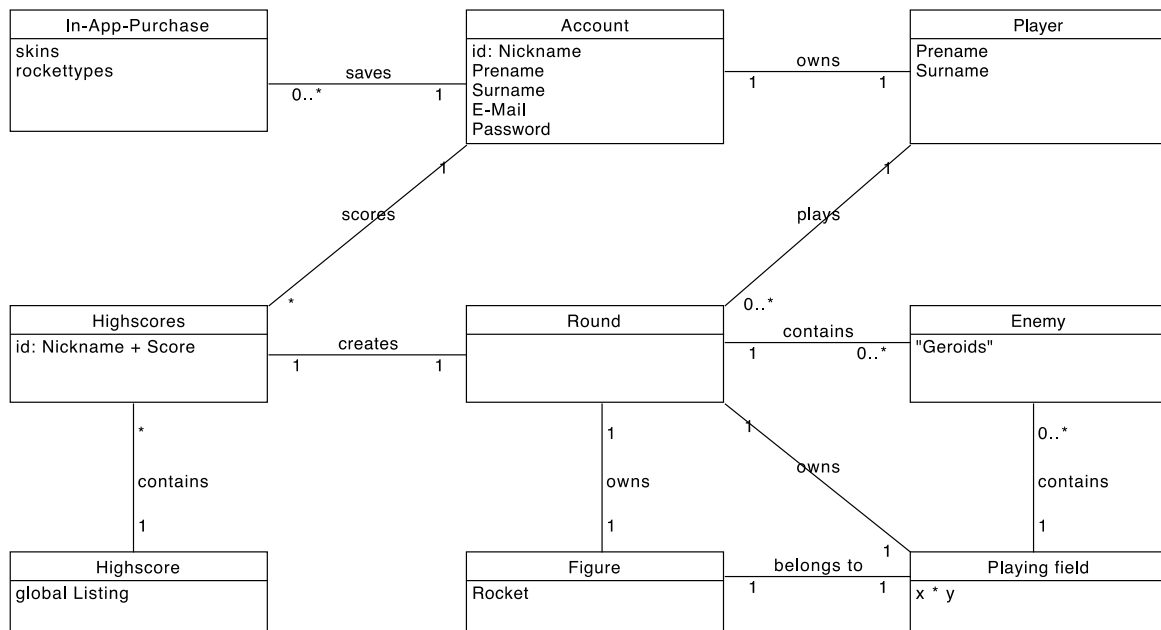 In-App-Purchase
skins
rockettypes
saves
0..*
1
Account
id: Nickname
Prename
Surname
E-Mail
Password
owns
1
1
Player
Prename
Surname
1
scores
*
1
plays
0..*
Highscores
id: Nickname + Score
creates
1
1
Round
contains
1
0..*
Enemy
"Geroids"
*
contains
1
1
owns
1
1
owns
1
0..*
contains
1
Highscore
global Listing
Figure
Rocket
belongs to
1
1
Playing field
x * y